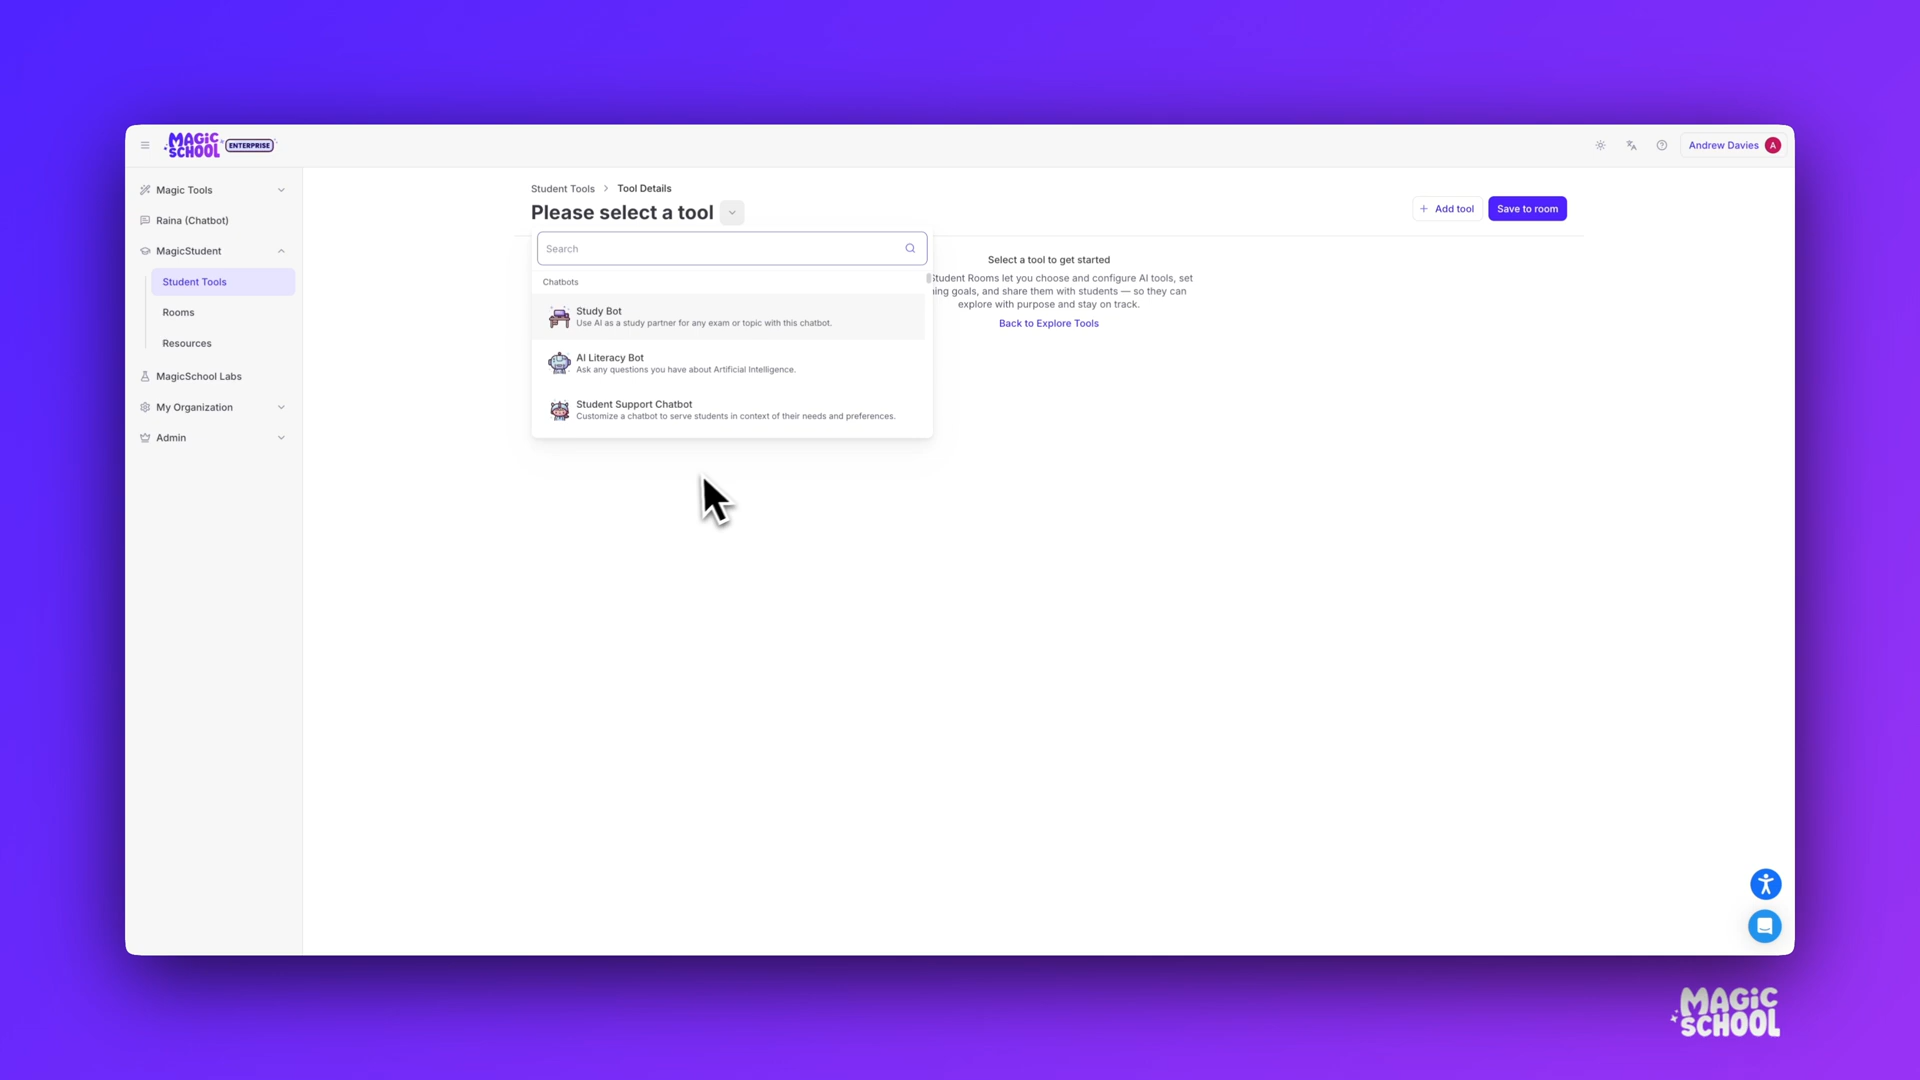 MAGiC SCHOOL ENTERPRISE
Andrew Davies A
Magic Tools
Raina (Chatbot)
MagicStudent
Student Tools
Rooms
Resources
MagicSchool Labs
My Organization
Admin
Student Tools > Tool Details
Please select a tool
+ Add tool
Save to room
Search
Chatbots
Study Bot
Use AI as a study partner for any exam or topic with this chatbot.
AI Literacy Bot
Ask any questions you have about Artificial Intelligence.
Student Support Chatbot
Customize a chatbot to serve students in context of their needs and preferences.
Select a tool to get started
Student Rooms let you choose and configure AI tools, set
ing goals, and share them with students — so they can
explore with purpose and stay on track.
Back to Explore Tools
MAGiC
SCHOOL